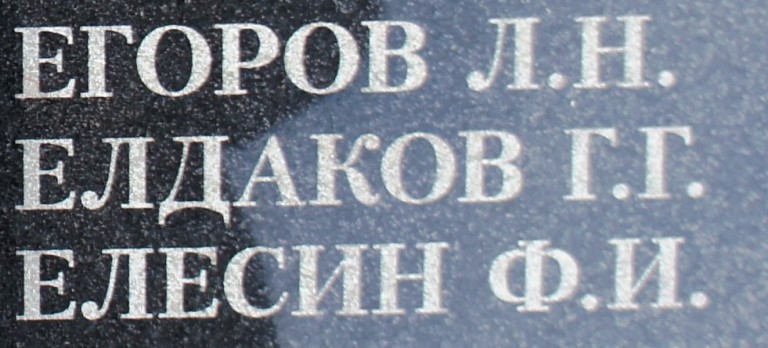 ЕГОРОВ Л.Н.
ЕЛДАКОВ Г.Г.
ЕЛЕСИН Ф.И.